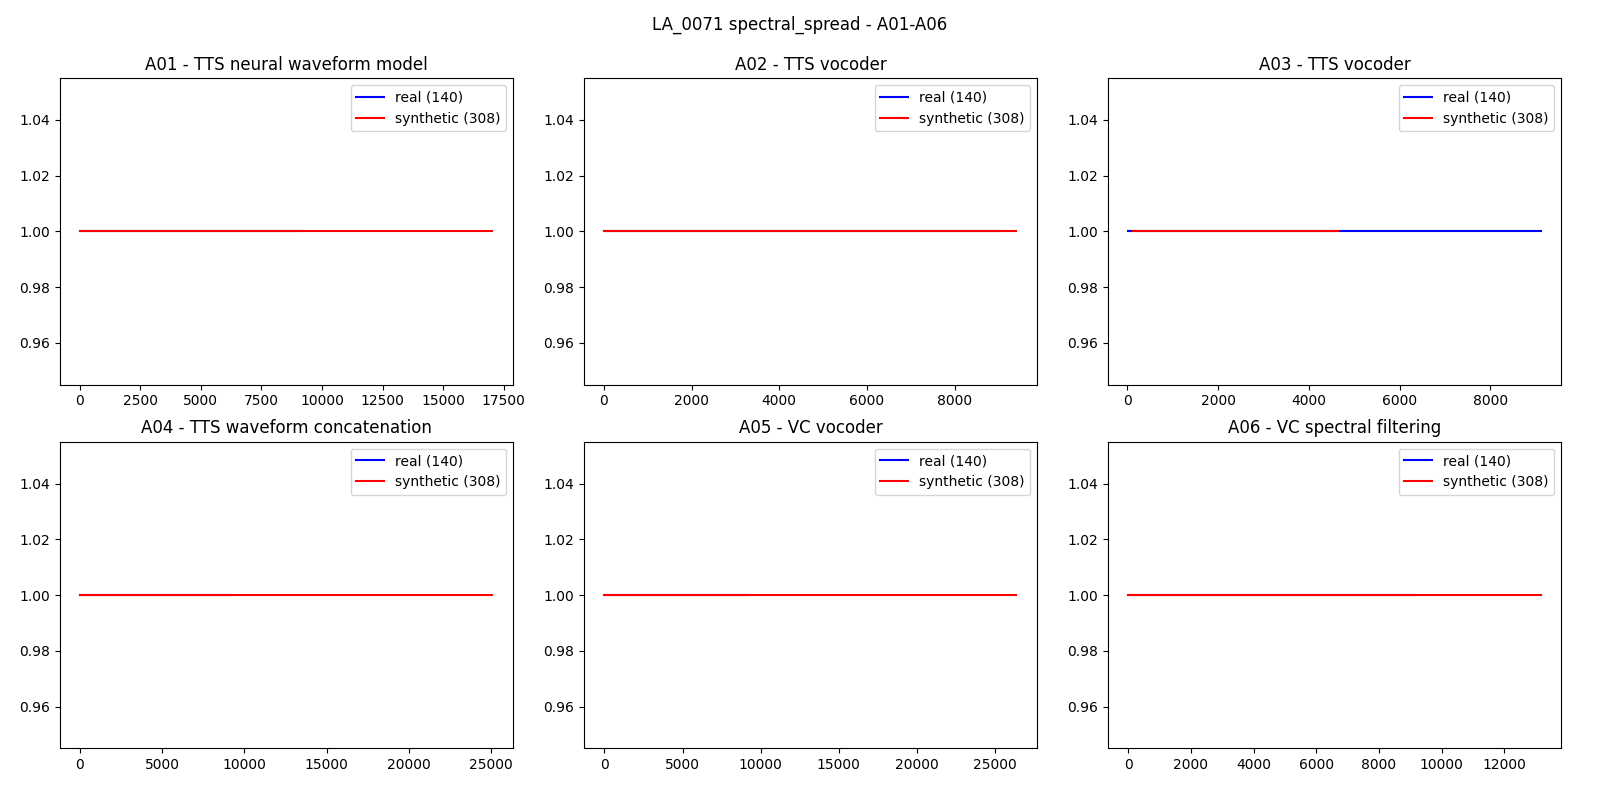 LA_0071 spectral_spread - A01-A06
A01 - TTS neural waveform model
real (140)
synthetic (308)
1.04
1.02
1.00
0.98
0.96
0 2500 5000 7500 10000 12500 15000 17500
A02 - TTS vocoder
real (140)
synthetic (308)
1.04
1.02
1.00
0.98
0.96
0 2000 4000 6000 8000
A03 - TTS vocoder
real (140)
synthetic (308)
1.04
1.02
1.00
0.98
0.96
0 2000 4000 6000 8000
A04 - TTS waveform concatenation
real (140)
synthetic (308)
1.04
1.02
1.00
0.98
0.96
0 5000 10000 15000 20000 25000
A05 - VC vocoder
real (140)
synthetic (308)
1.04
1.02
1.00
0.98
0.96
0 5000 10000 15000 20000 25000
A06 - VC spectral filtering
real (140)
synthetic (308)
1.04
1.02
1.00
0.98
0.96
0 2000 4000 6000 8000 10000 12000